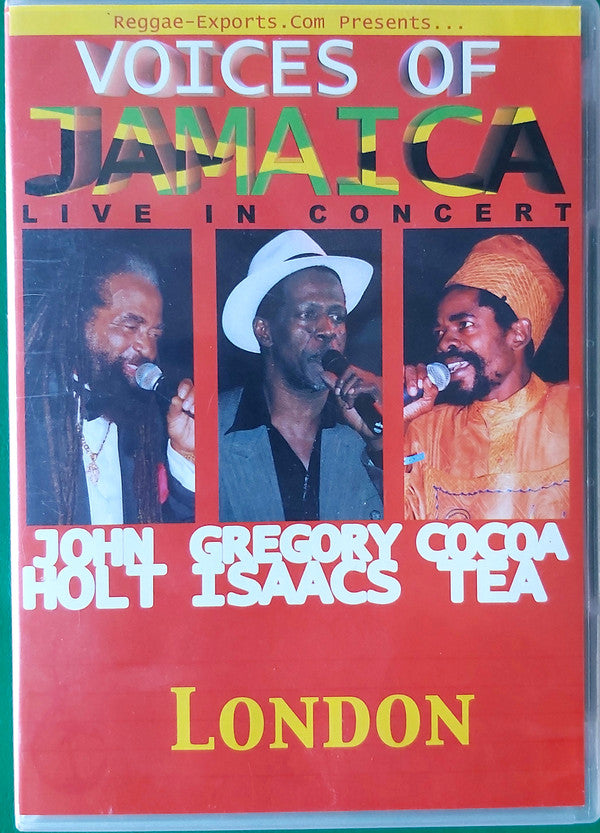 Reggae-Exports.Com Presents...
VOICES OF
JAMAICA
LIVE IN CONCERT
JOHN HOLT
GREGORY ISAACS
COCOA TEA
LONDON